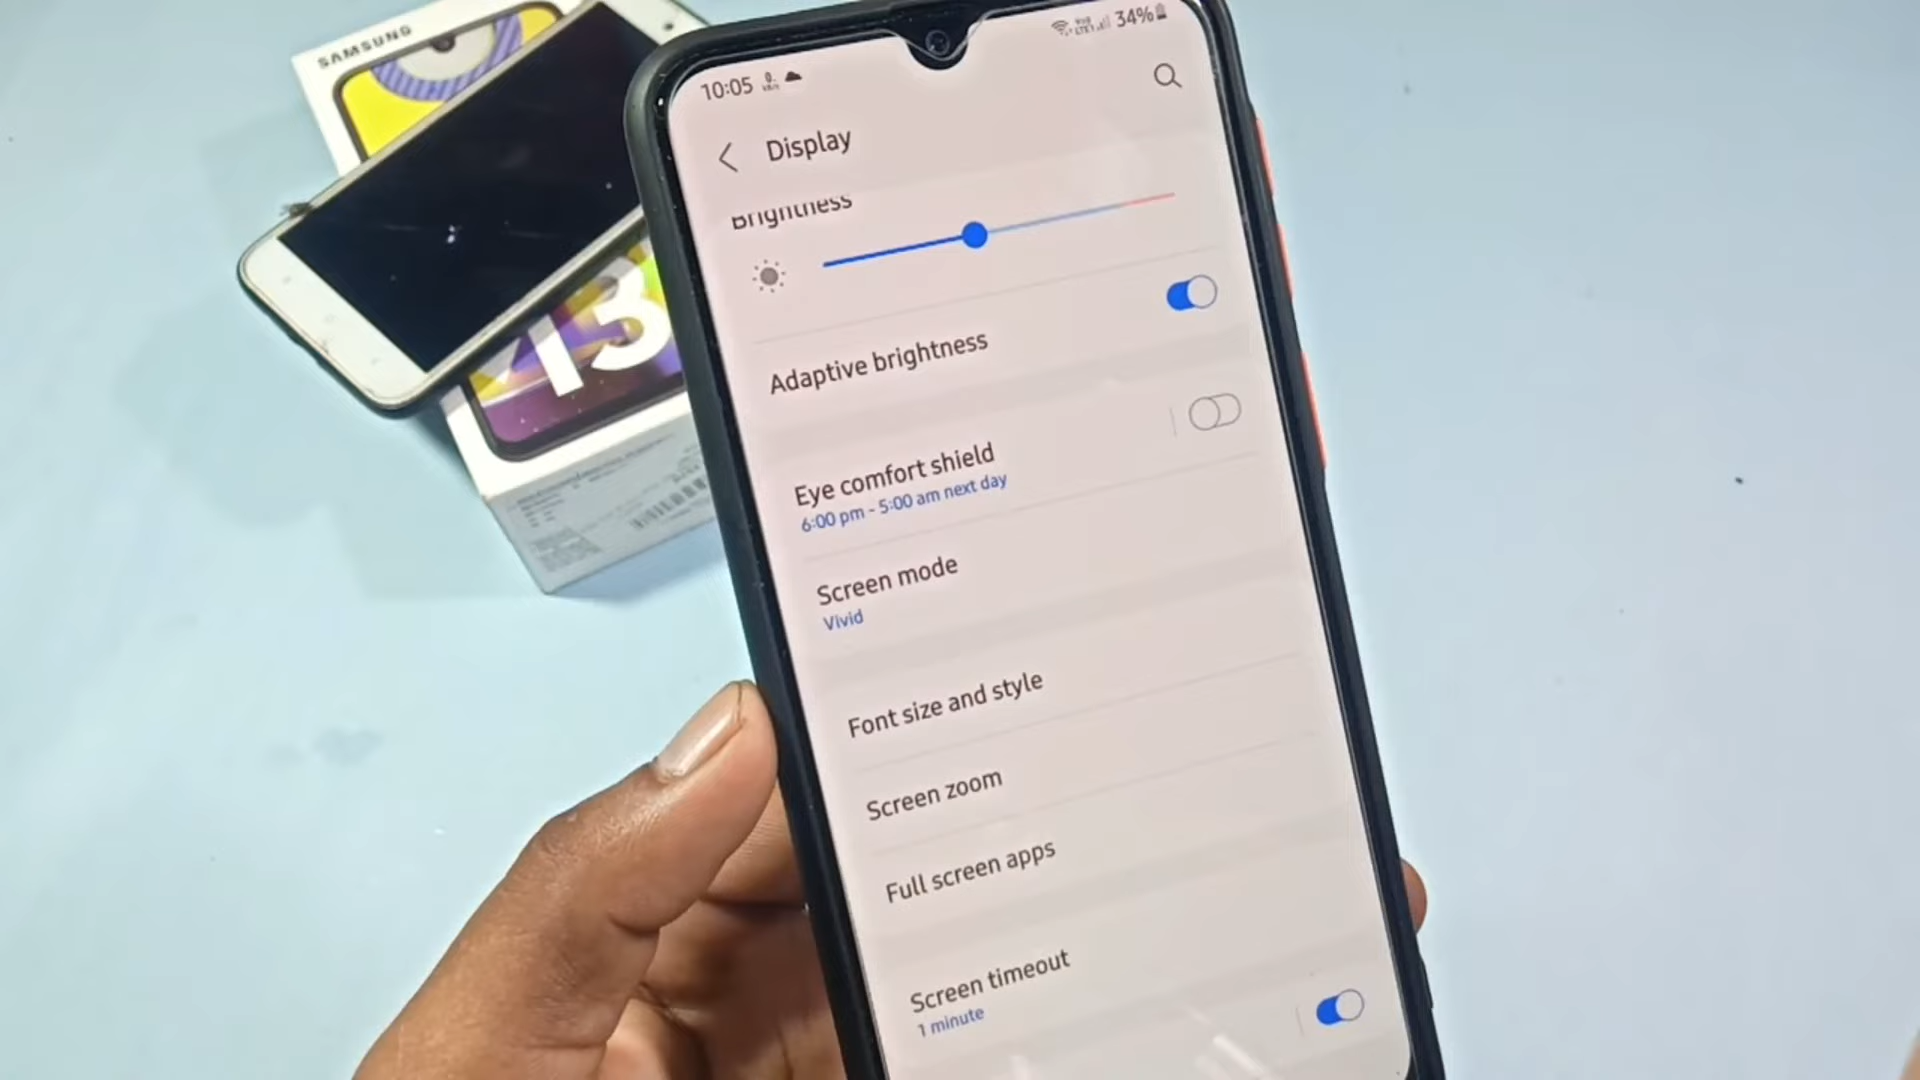 SAMSUNG
13
10:05
34%
Display
Brightness
Adaptive brightness
Eye comfort shield
6:00 pm - 5:00 am next day
Screen mode
Vivid
Font size and style
Screen zoom
Full screen apps
Screen timeout
1 minute